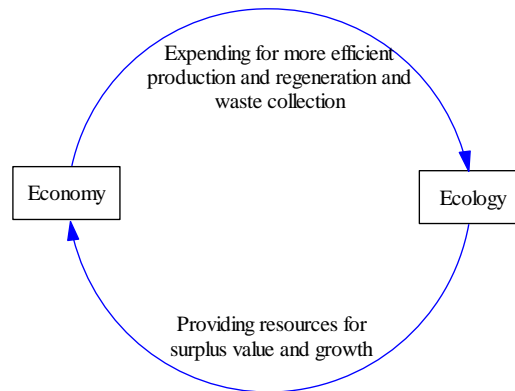 Expending for more efficient
production and regeneration and
waste collection
Economy
Ecology
Providing resources for
surplus value and growth